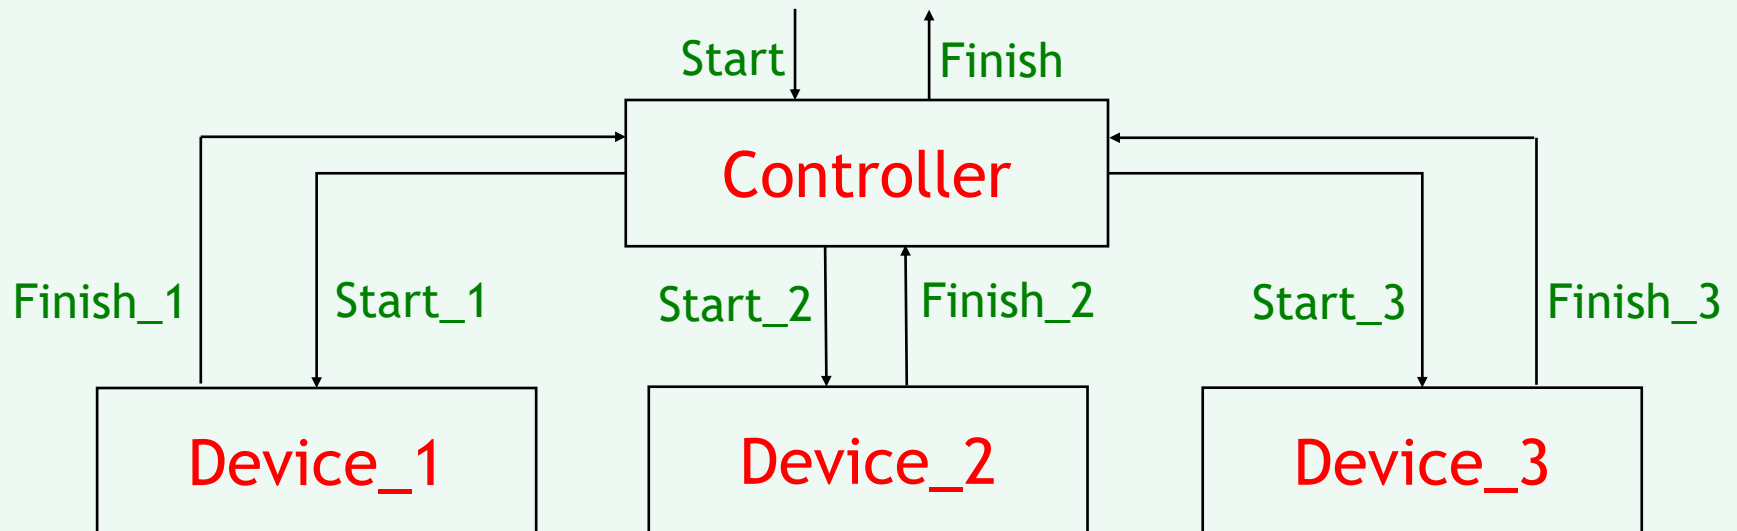 Start
Finish
Controller
Finish_1
Start_1
Start_2
Finish_2
Start_3
Finish_3
Device_1
Device_2
Device_3